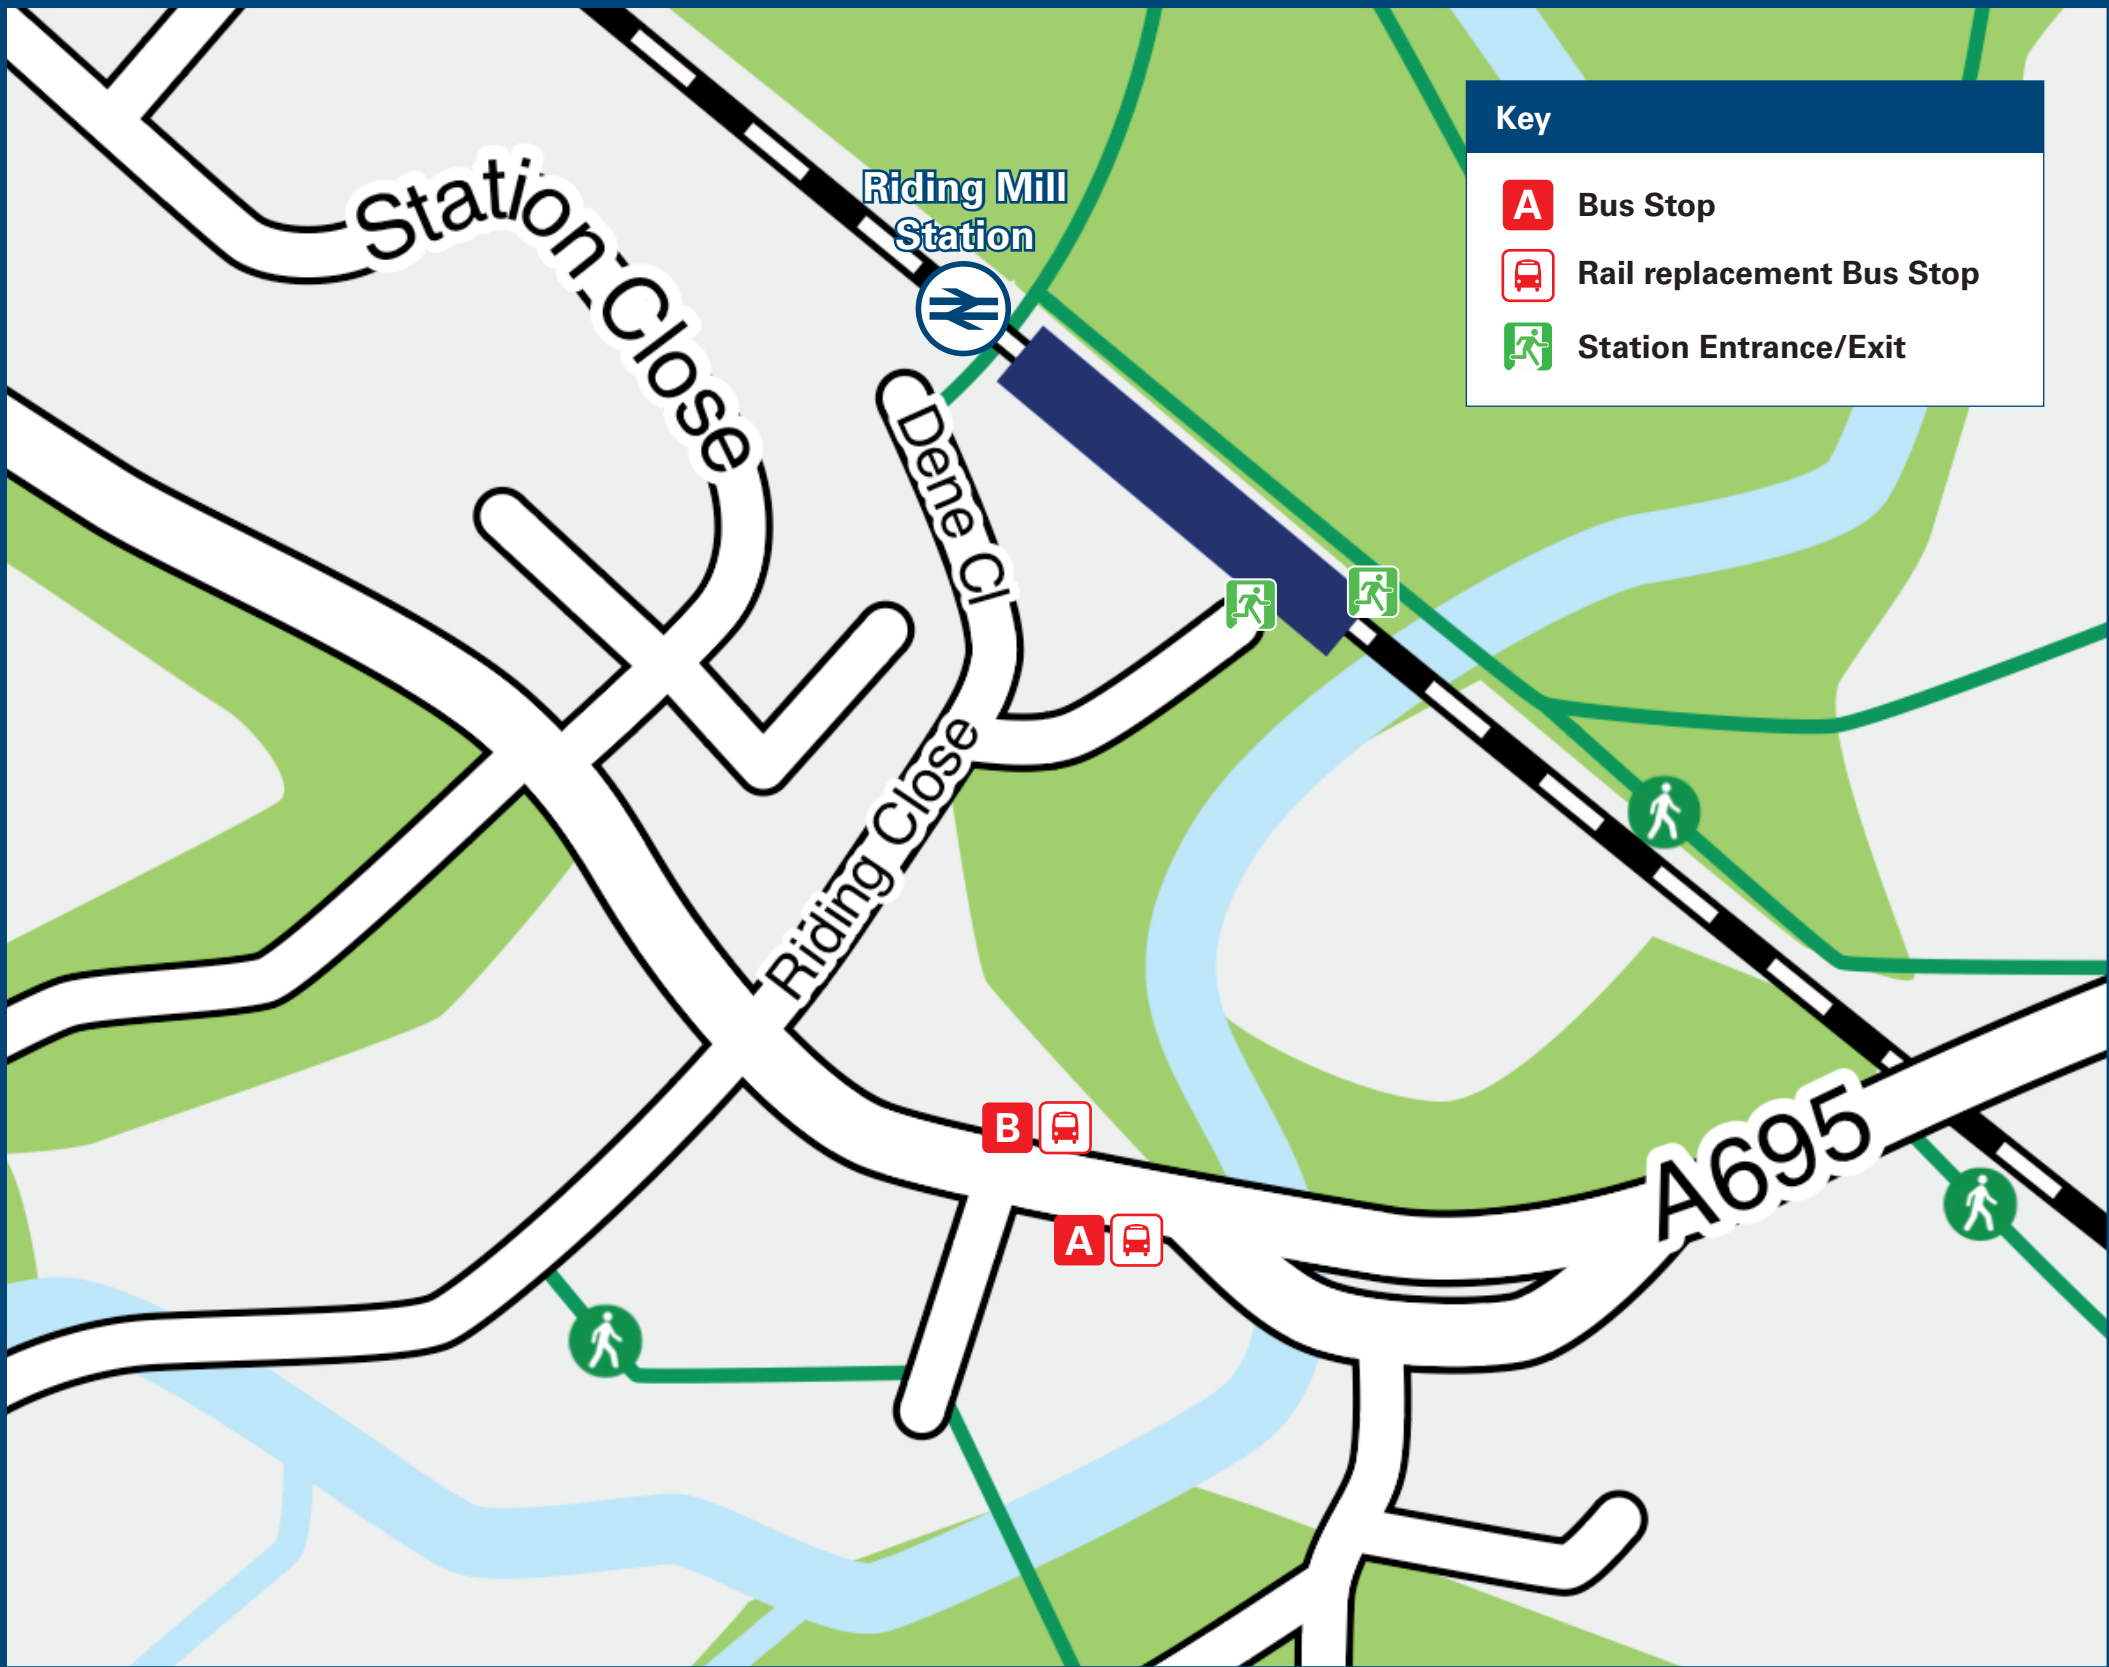 Key
A Bus Stop
Rail replacement Bus Stop
Station Entrance/Exit
Riding Mill
Station
Station Close
Dene Cl
Riding Close
B
A
A695